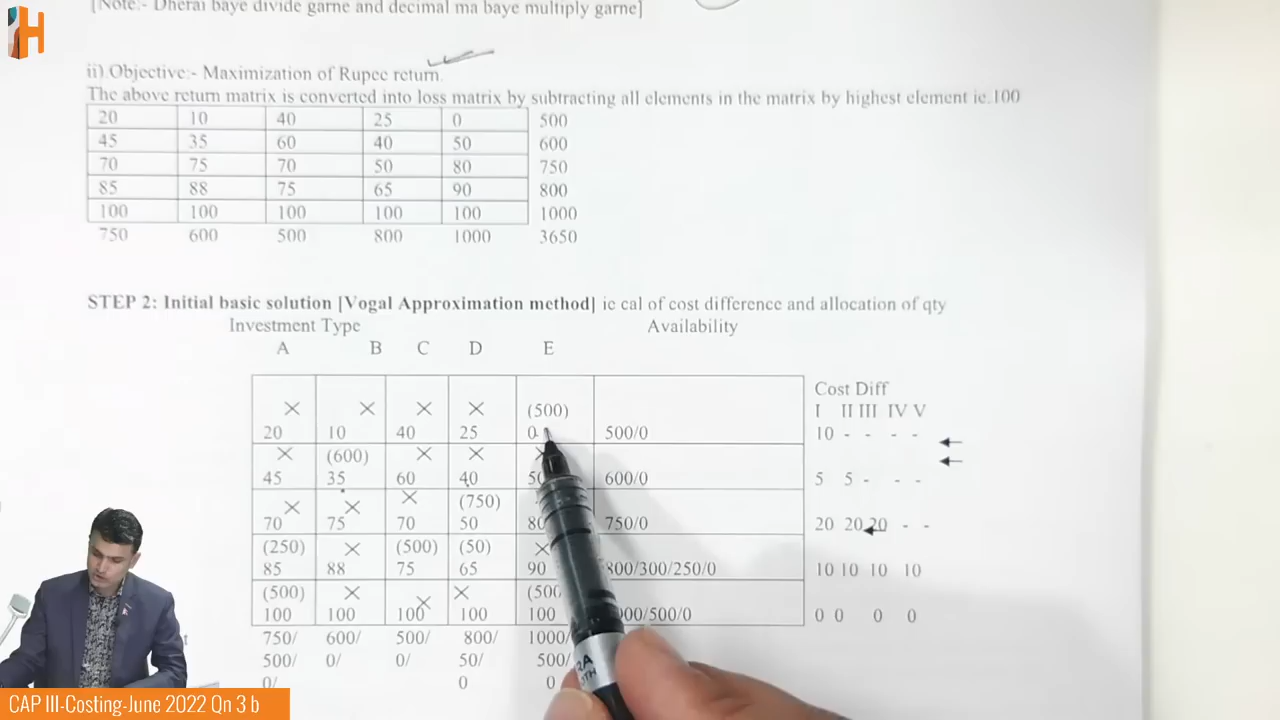 [Note:- Dherai baye divide garne and decimal ma baye multiply garne]
H
ii) Objective:- Maximization of Rupee return.
The above return matrix is converted into loss matrix by subtracting all elements in the matrix by highest element ie.100
20 10 40 25 0 500
45 35 60 40 50 600
70 75 70 50 80 750
85 88 75 65 90 800
100 100 100 100 100 1000
750 600 500 800 1000 3650
STEP 2: Initial basic solution [Vogal Approximation method] ie cal of cost difference and allocation of qty
Investment Type Availability
A B C D E
Cost Diff
× × × × (500) I II III IV V
20 10 40 25 0 500/0 10 - - - -
× (600) × × ×
45 35 60 40 600/0 5 5 - - -
× × × (750)
70 75 70 50 80 750/0 20 20 20 - -
(250) × (500) (50) ×
85 88 75 65 90 800/300/250/0 10 10 10 10
(500) × × ×
100 100 100 100 100 /500/0 0 0 0 0
750/ 600/ 500/ 800/ 1000/
500/ 0/ 0/ 50/ 500/
0/ 0 0
CAP III-Costing-June 2022 Qn 3 b